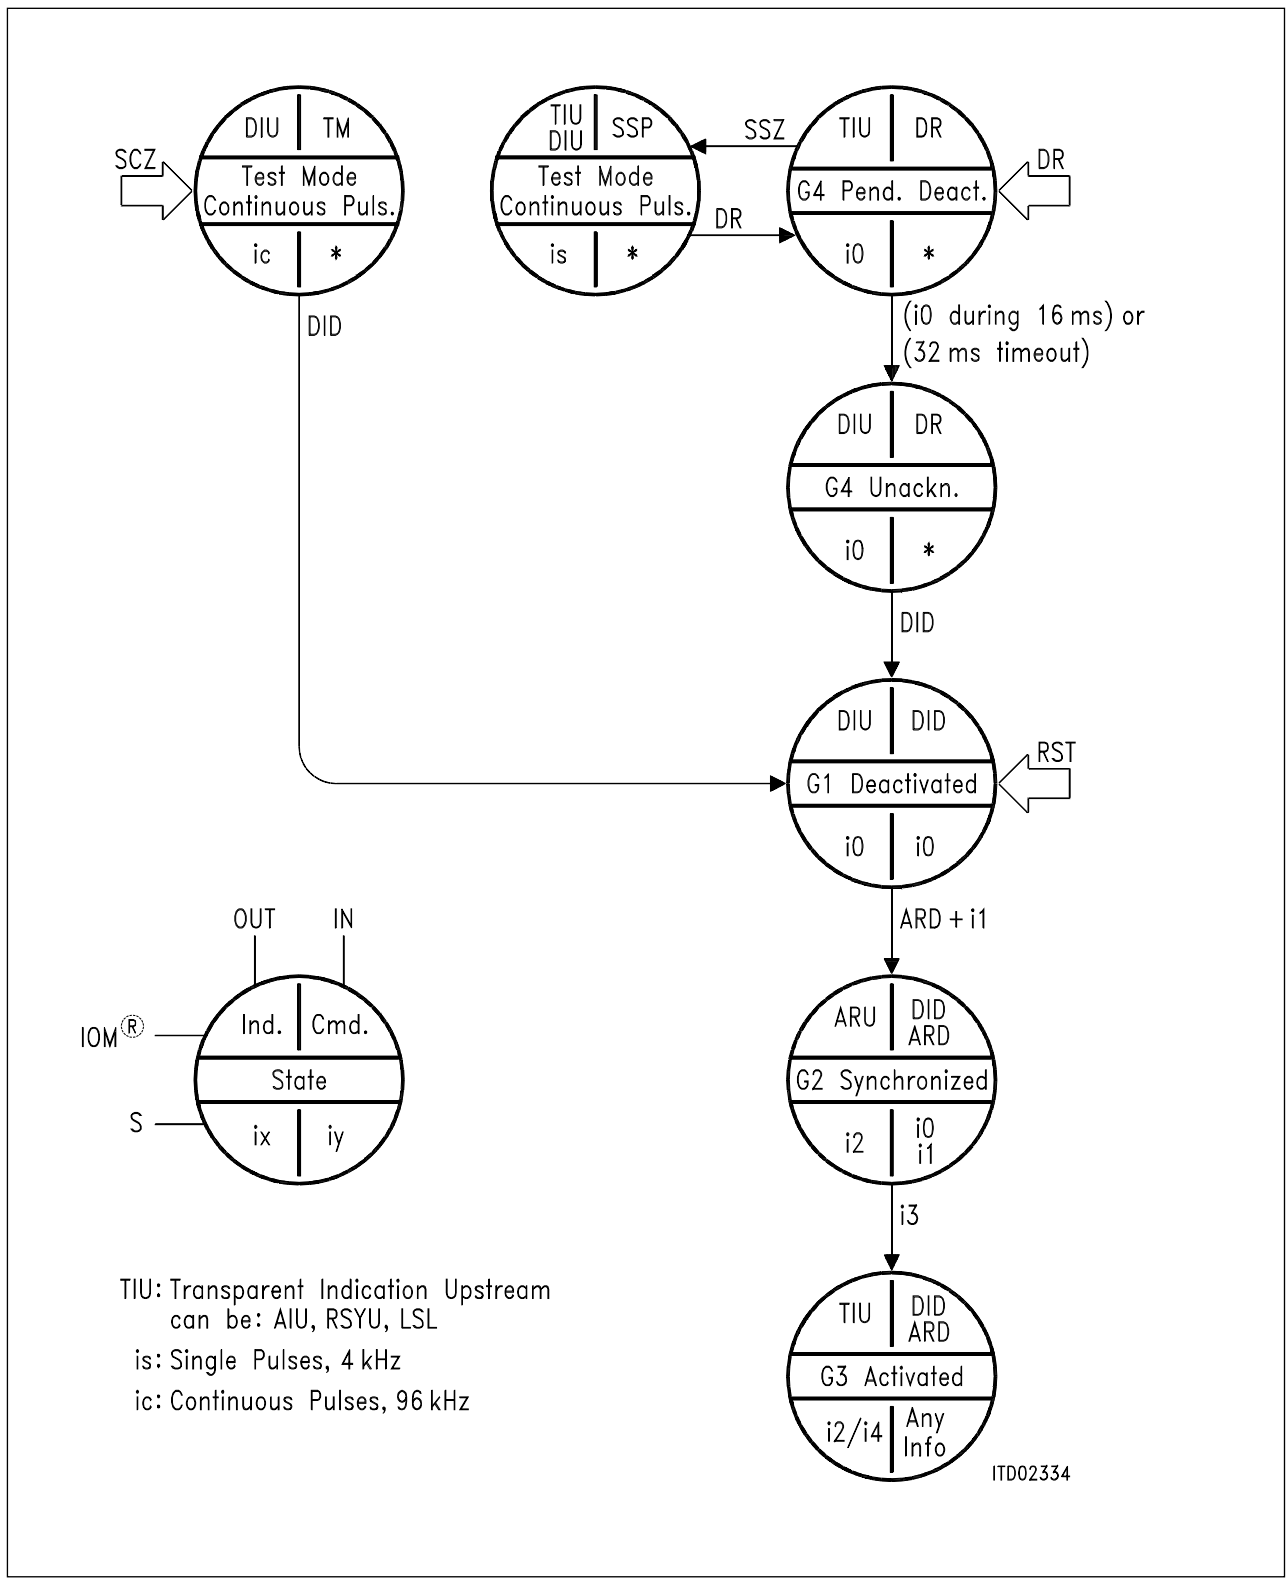 SCZ
DIU TM
Test Mode
Continuous Puls.
ic *
DID
TIU
DIU SSP
Test Mode
Continuous Puls.
is *
SSZ
DR
TIU DR
G4 Pend. Deact.
i0 *
DR
(i0 during 16 ms) or
(32 ms timeout)
DIU DR
G4 Unackn.
i0 *
DID
DIU DID
G1 Deactivated
i0 i0
RST
ARD + i1
ARU DID
ARD
G2 Synchronized
i2 i0
i1
i3
TIU DID
ARD
G3 Activated
i2/i4 Any
Info
OUT IN
IOM®
Ind. Cmd.
State
S
ix iy
TIU: Transparent Indication Upstream
can be: AIU, RSYU, LSL
is: Single Pulses, 4 kHz
ic: Continuous Pulses, 96 kHz
ITD02334